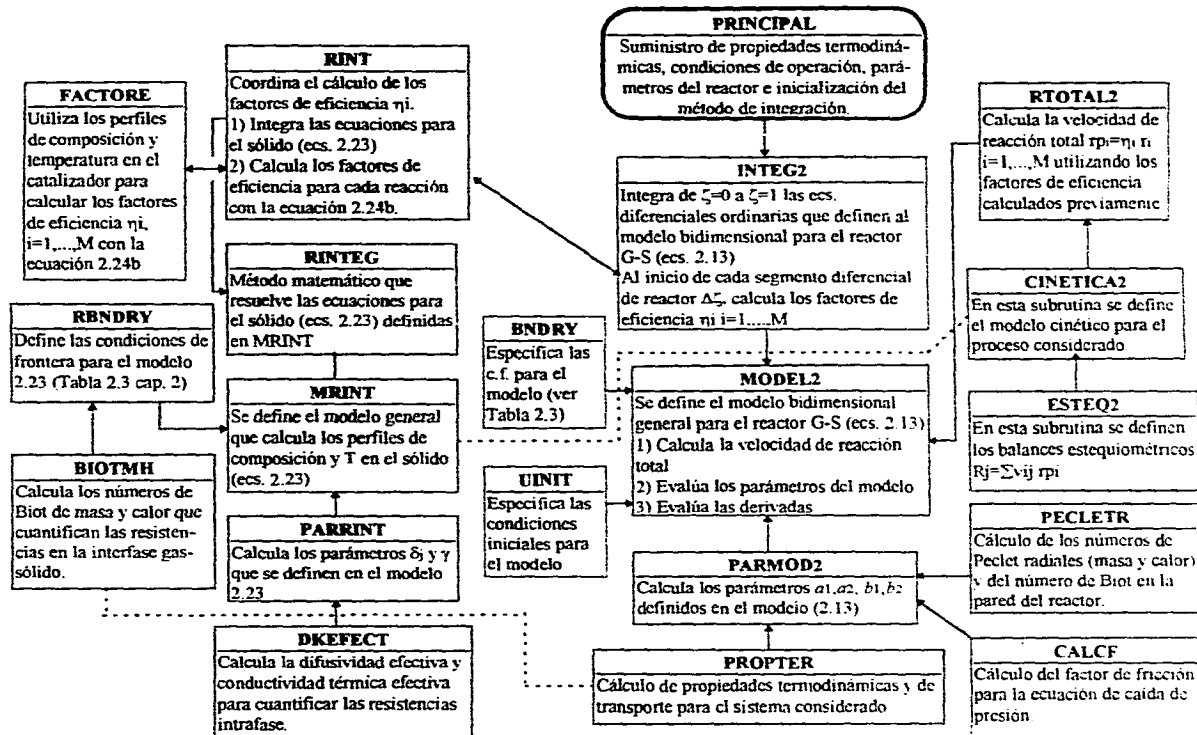 PRINCIPAL
Suministro de propiedades termodiná-
micas, condiciones de operación, pará-
metros del reactor e inicialización del
método de integración.
RINT
Coordina el cálculo de los
factores de eficiencia ηi.
1) Integra las ecuaciones para
el sólido (ecs. 2.23)
2) Calcula los factores de
eficiencia para cada reacción
con la ecuación 2.24b.
FACTORE
Utiliza los perfiles de
composición y
temperatura en el
catalizador para
calcular los factores
de eficiencia ηi,
i=1,...,M con la
ecuación 2.24b
RTOTAL2
Calcula la velocidad de
reacción total rpi=ηi ri
i=1,...,M utilizando los
factores de eficiencia
calculados previamente
INTEG2
Integra de ζ=0 a ζ=1 las ecs.
diferenciales ordinarias que definen al
modelo bidimensional para el reactor
G-S (ecs. 2.13)
Al inicio de cada segmento diferencial
de reactor Δζ, calcula los factores de
eficiencia ηi i=1,...,M
RINTEG
Método matemático que
resuelve las ecuaciones para
el sólido (ecs. 2.23) definidas
en MRINT
CINETICA2
En esta subrutina se define
el modelo cinético para el
proceso considerado.
RBNDRY
Define las condiciones de
frontera para el modelo
2.23 (Tabla 2.3 cap. 2)
BNDRY
Especifica las
c.f. para el
modelo (ver
Tabla 2.3)
MRINT
Se define el modelo general
que calcula los perfiles de
composición y T en el sólido
(ecs. 2.23)
MODEL2
Se define el modelo bidimensional
general para el reactor G-S (ecs. 2.13)
1) Calcula la velocidad de reacción
total
2) Evalúa los parámetros del modelo
3) Evalúa las derivadas
ESTEQ2
En esta subrutina se definen
los balances estequiométricos
Rj=∑νij rpi
BIOTMH
Calcula los números de
Biot de masa y calor que
cuantifican las resisten-
cias en la interfase gas-
sólido.
UINIT
Especifica las
condiciones
iniciales para
el modelo
PARRINT
Calcula los parámetros δj y γ
que se definen en el modelo
2.23
PECLETR
Cálculo de los números de
Peclet radiales (masa y calor)
y del número de Biot en la
pared del reactor.
PARMOD2
Calcula los parámetros a1,a2, b1,b2
definidos en el modelo (2.13)
DKEFECT
Calcula la difusividad efectiva y
conductividad térmica efectiva
para cuantificar las resistencias
intrafase.
PROPTER
Cálculo de propiedades termodinámicas y de
transporte para el sistema considerado
CALCF
Cálculo del factor de fricción
para la ecuación de caída de
presión.